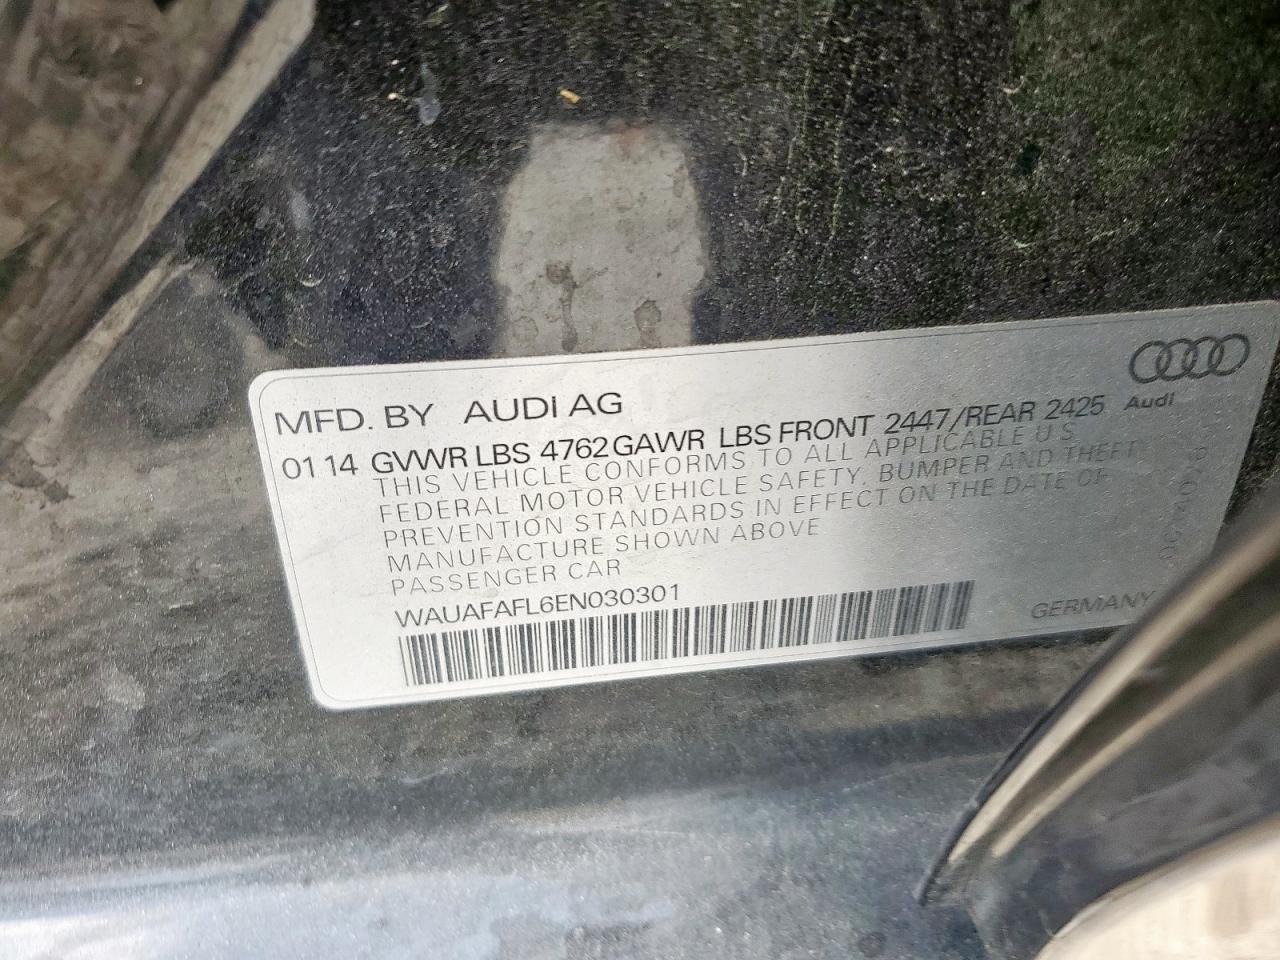 MFD. BY AUDI AG
01 14 GVWR LBS 4762 GAWR LBS FRONT 2447/REAR 2425
Audi
THIS VEHICLE CONFORMS TO ALL APPLICABLE U S
FEDERAL MOTOR VEHICLE SAFETY, BUMPER AND THEFT
PREVENTION STANDARDS IN EFFECT ON THE DATE OF
MANUFACTURE SHOWN ABOVE
PASSENGER CAR
WAUAFAFL6EN030301
GERMANY